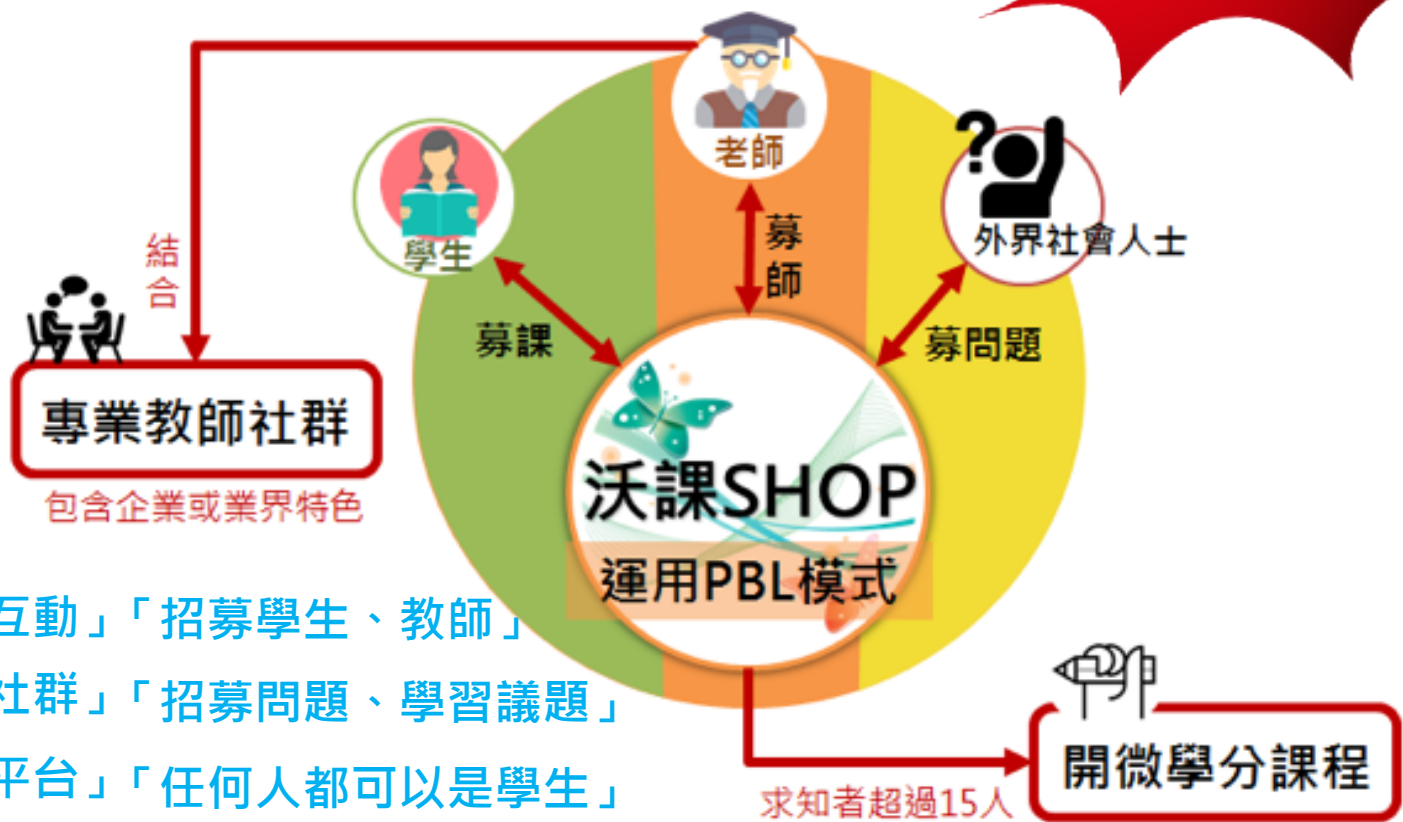 老師
學生
外界社會人士
結合
募師
募課
募問題
專業教師社群
包含企業或業界特色
沃課SHOP
運用PBL模式
互動」「招募學生、教師」
社群」「招募問題、學習議題」
平台」「任何人都可以是學生」
開微學分課程
求知者超過15人